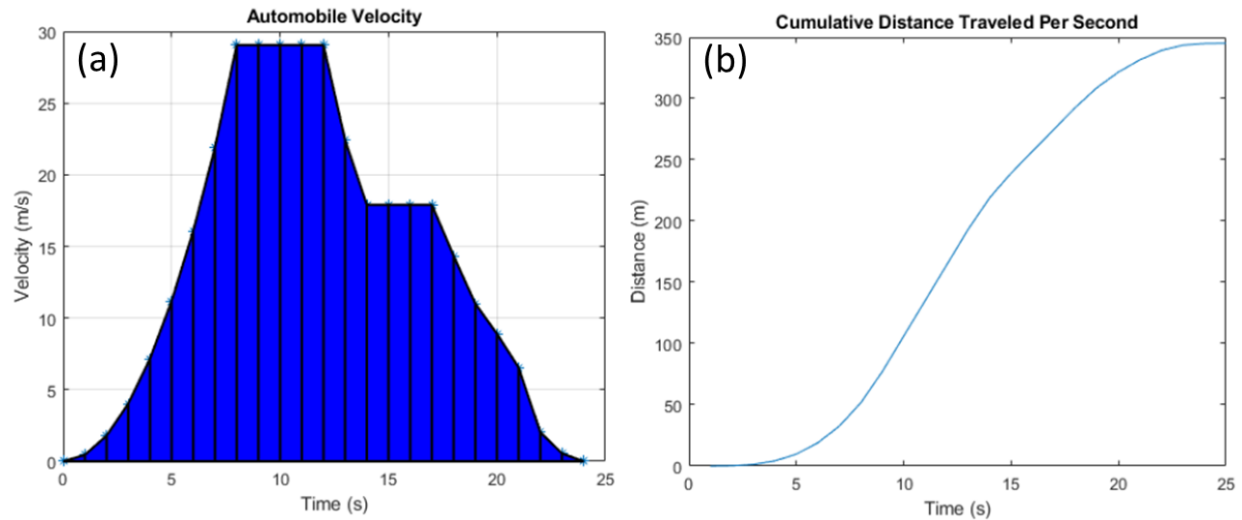 Automobile Velocity
(a)
30
25
20
15
10
5
0
Velocity (m/s)
0 5 10 15 20 25
Time (s)
Cumulative Distance Traveled Per Second
(b)
350
300
250
200
150
100
50
0
Distance (m)
0 5 10 15 20 25
Time (s)